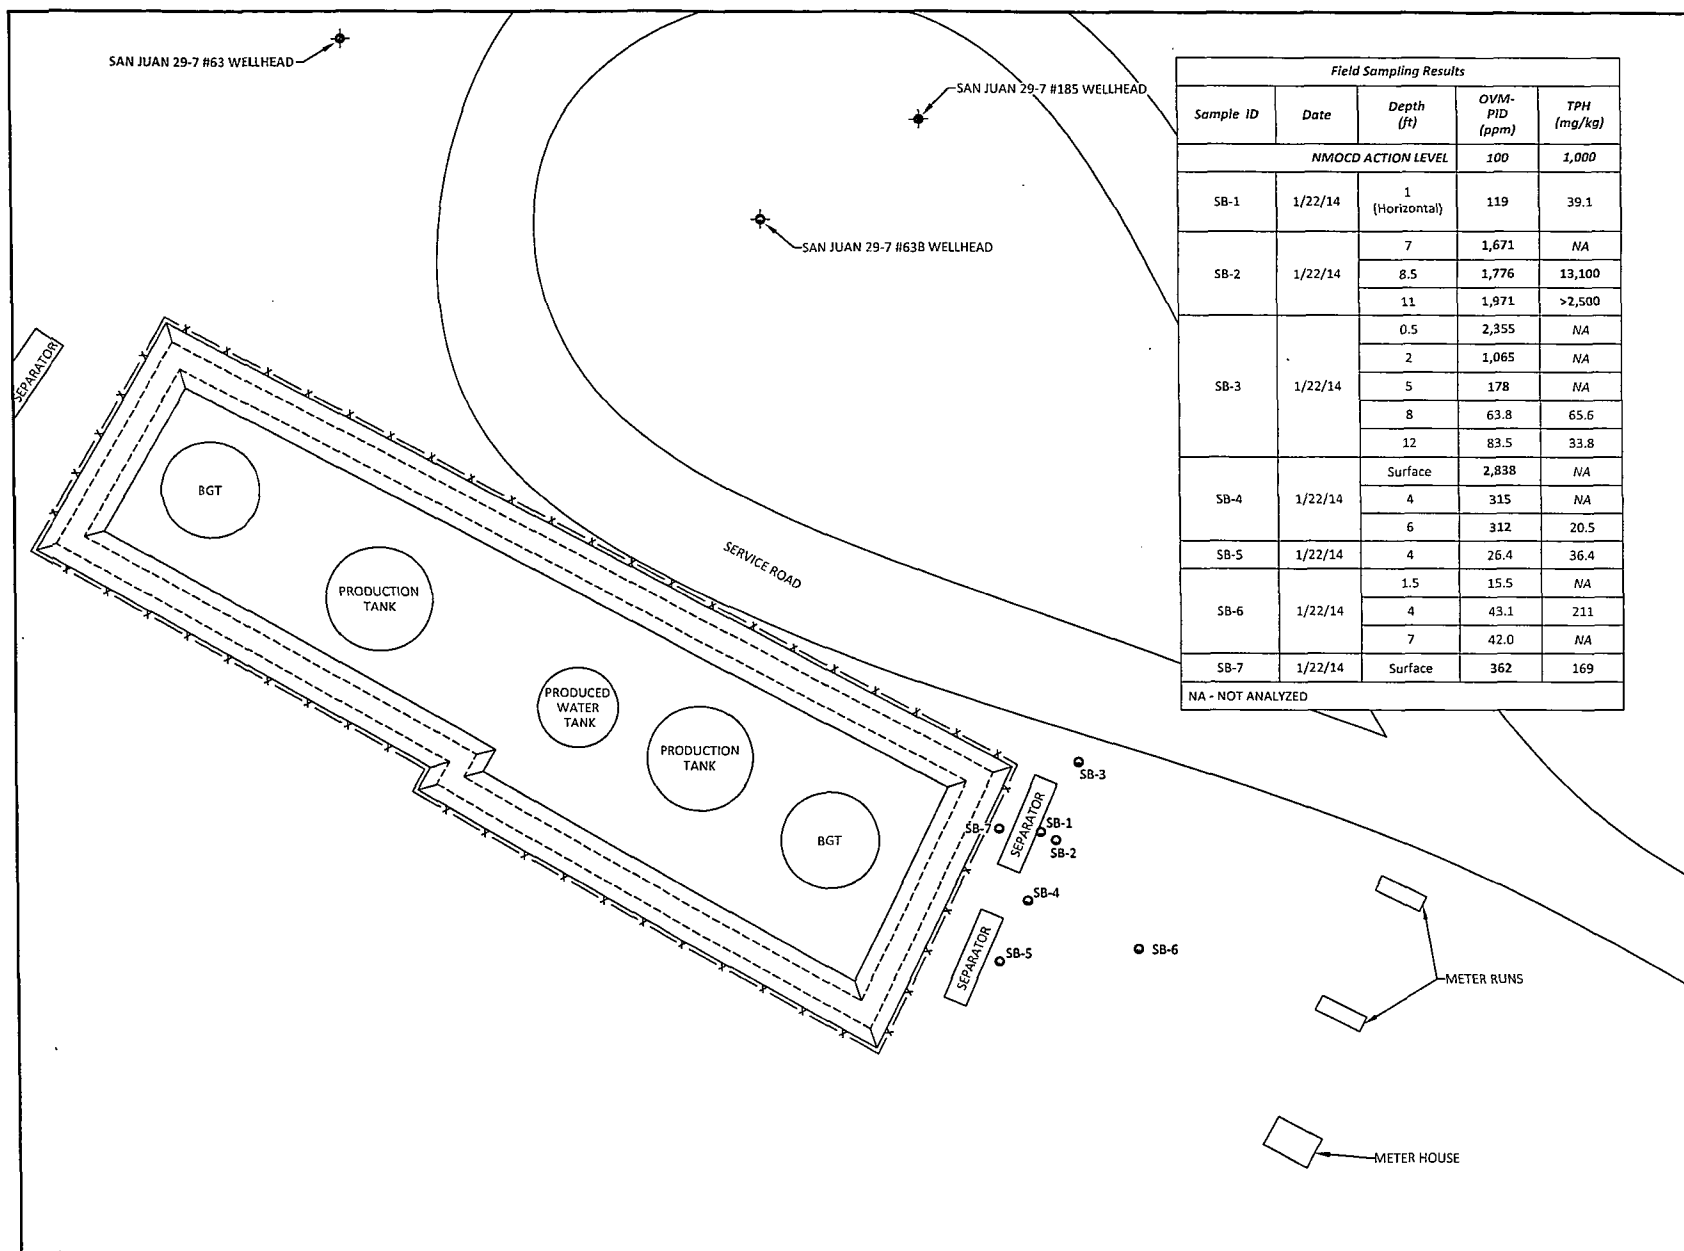 SAN JUAN 29-7 #63 WELLHEAD
SAN JUAN 29-7 #185 WELLHEAD
SAN JUAN 29-7 #63B WELLHEAD
Field Sampling Results
Sample ID Date Depth (ft) OVM-PID (ppm) TPH (mg/kg)
NMOCD ACTION LEVEL 100 1,000
SB-1 1/22/14 1 (Horizontal) 119 39.1
SB-2 1/22/14 7 1,671 NA
8.5 1,776 13,100
11 1,971 >2,500
SB-3 1/22/14 0.5 2,355 NA
2 1,065 NA
5 178 NA
8 63.8 65.6
12 83.5 33.8
SB-4 1/22/14 Surface 2,838 NA
4 315 NA
6 312 20.5
SB-5 1/22/14 4 26.4 36.4
SB-6 1/22/14 1.5 15.5 NA
4 43.1 211
7 42.0 NA
SB-7 1/22/14 Surface 362 169
NA - NOT ANALYZED
SEPARATOR
BGT
PRODUCTION
TANK
SERVICE ROAD
PRODUCED
WATER
TANK
PRODUCTION
TANK
BGT
SB-3
SEPARATOR
SB-7
SB-1
SB-2
SB-4
SEPARATOR
SB-5
SB-6
METER RUNS
METER HOUSE